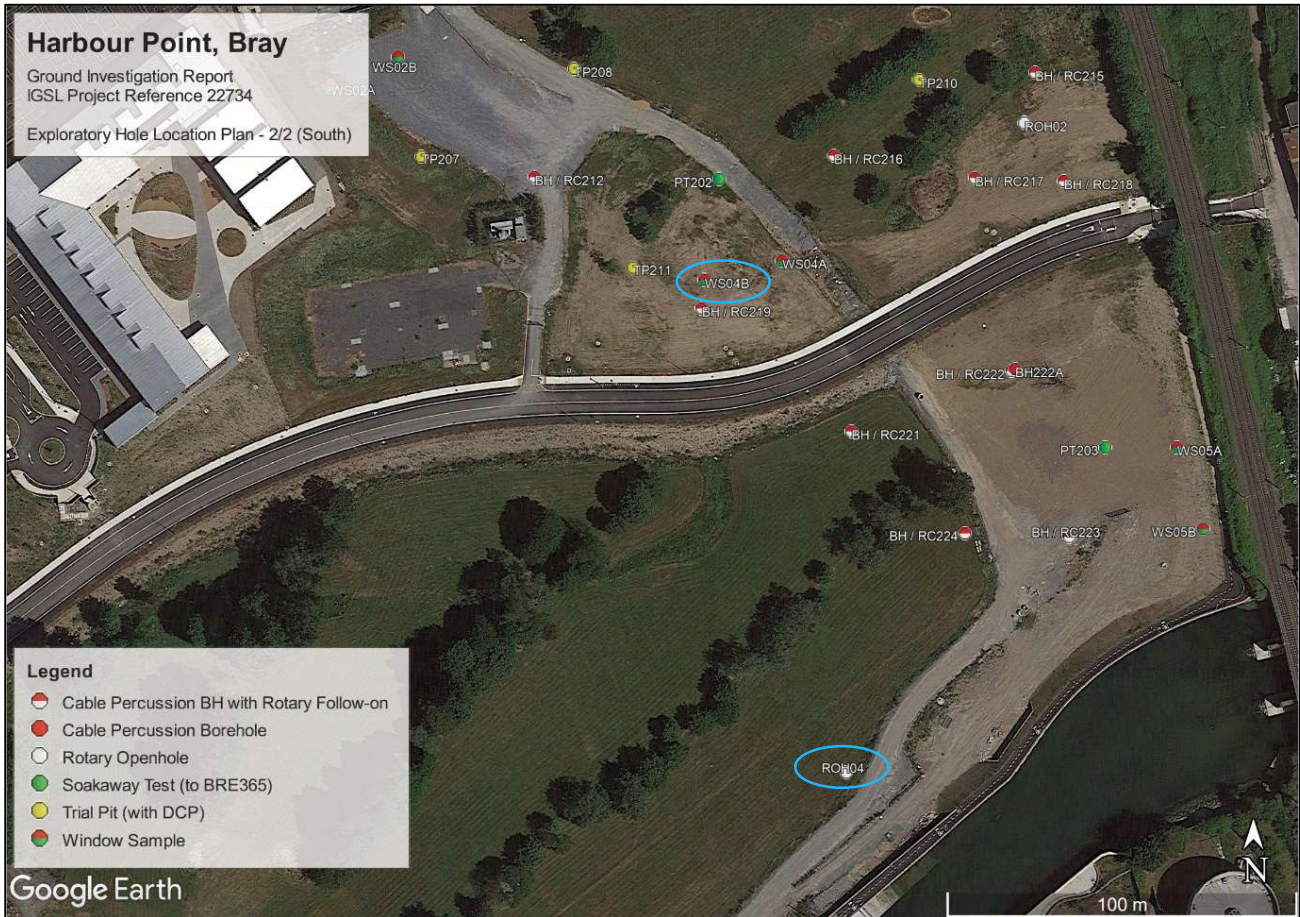 Harbour Point, Bray
Ground Investigation Report
IGSL Project Reference 22734
Exploratory Hole Location Plan - 2/2 (South)
WS02B
WS02A
TP208
TP210
BH / RC215
ROH02
TP207
BH / RC212
PT202
BH / RC216
BH / RC217
BH / RC218
TP211
WS04A
WS04B
BH / RC219
BH / RC222
BH222A
BH / RC221
PT203
WS05A
BH / RC224
BH / RC223
WS05B
ROH04
Legend
Cable Percussion BH with Rotary Follow-on
Cable Percussion Borehole
Rotary Openhole
Soakaway Test (to BRE365)
Trial Pit (with DCP)
Window Sample
Google Earth
N
100 m